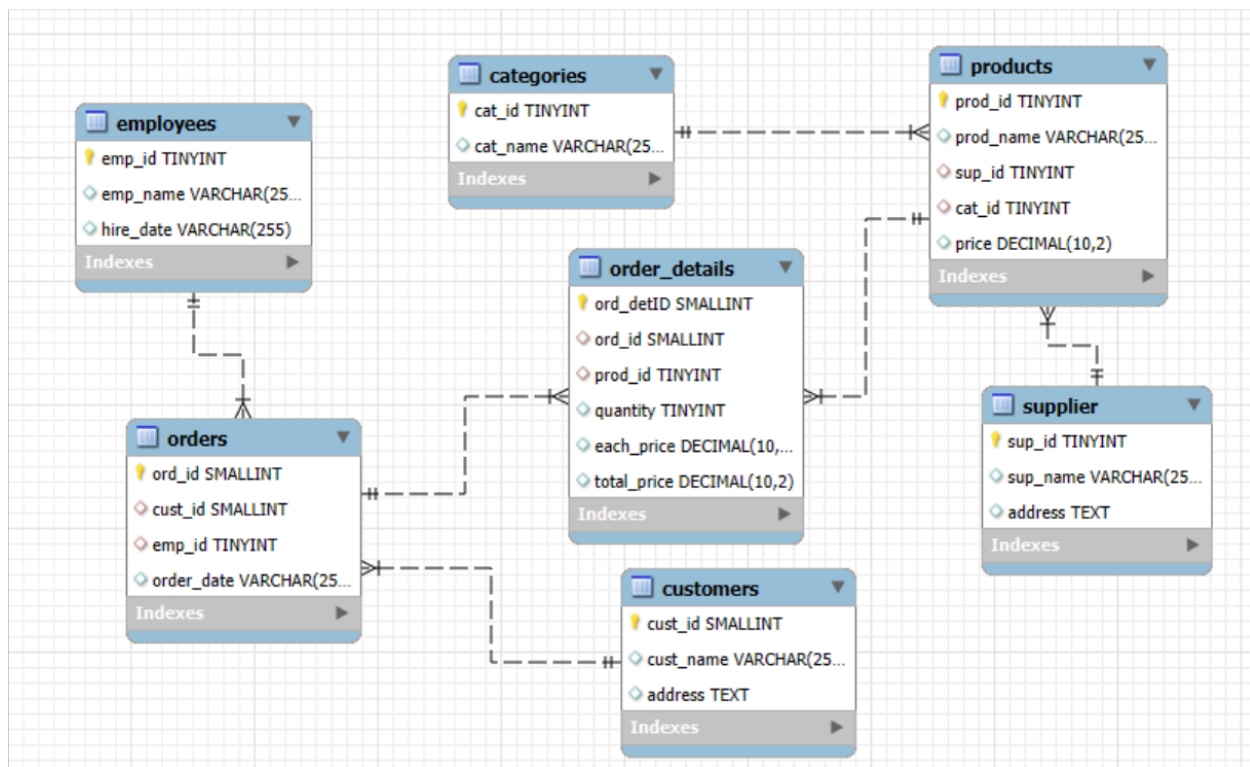 employees
emp_id TINYINT
emp_name VARCHAR(25...
hire_date VARCHAR(255)
Indexes
categories
cat_id TINYINT
cat_name VARCHAR(25...
Indexes
products
prod_id TINYINT
prod_name VARCHAR(25...
sup_id TINYINT
cat_id TINYINT
price DECIMAL(10,2)
Indexes
order_details
ord_detID SMALLINT
ord_id SMALLINT
prod_id TINYINT
quantity TINYINT
each_price DECIMAL(10,...
total_price DECIMAL(10,2)
Indexes
orders
ord_id SMALLINT
cust_id SMALLINT
emp_id TINYINT
order_date VARCHAR(25...
Indexes
supplier
sup_id TINYINT
sup_name VARCHAR(25...
address TEXT
Indexes
customers
cust_id SMALLINT
cust_name VARCHAR(25...
address TEXT
Indexes